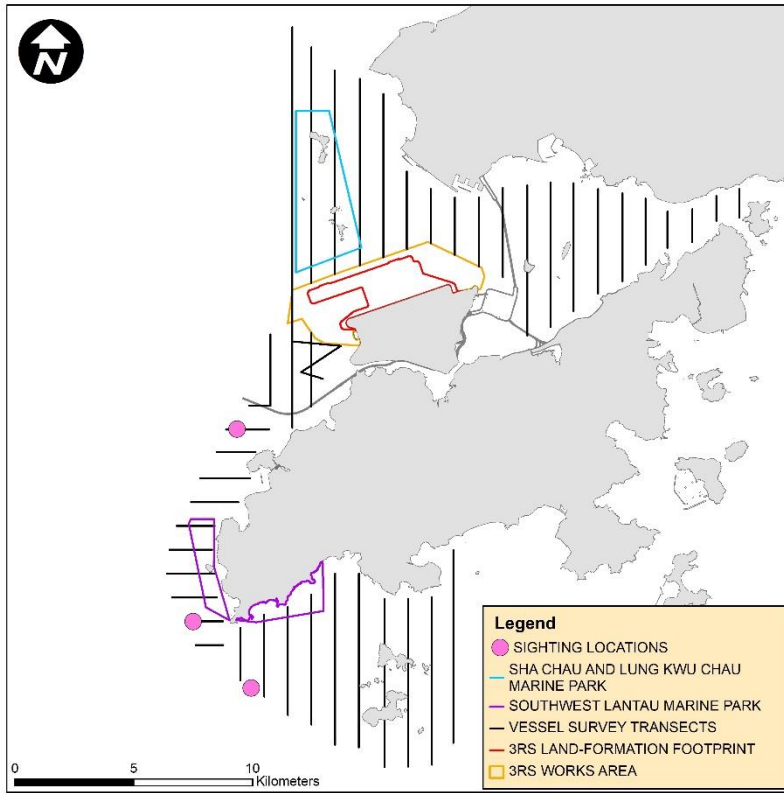 N
Legend
SIGHTING LOCATIONS
SHA CHAU AND LUNG KWU CHAU
MARINE PARK
SOUTHWEST LANTAU MARINE PARK
VESSEL SURVEY TRANSECTS
3RS LAND-FORMATION FOOTPRINT
3RS WORKS AREA
0 5 10
Kilometers